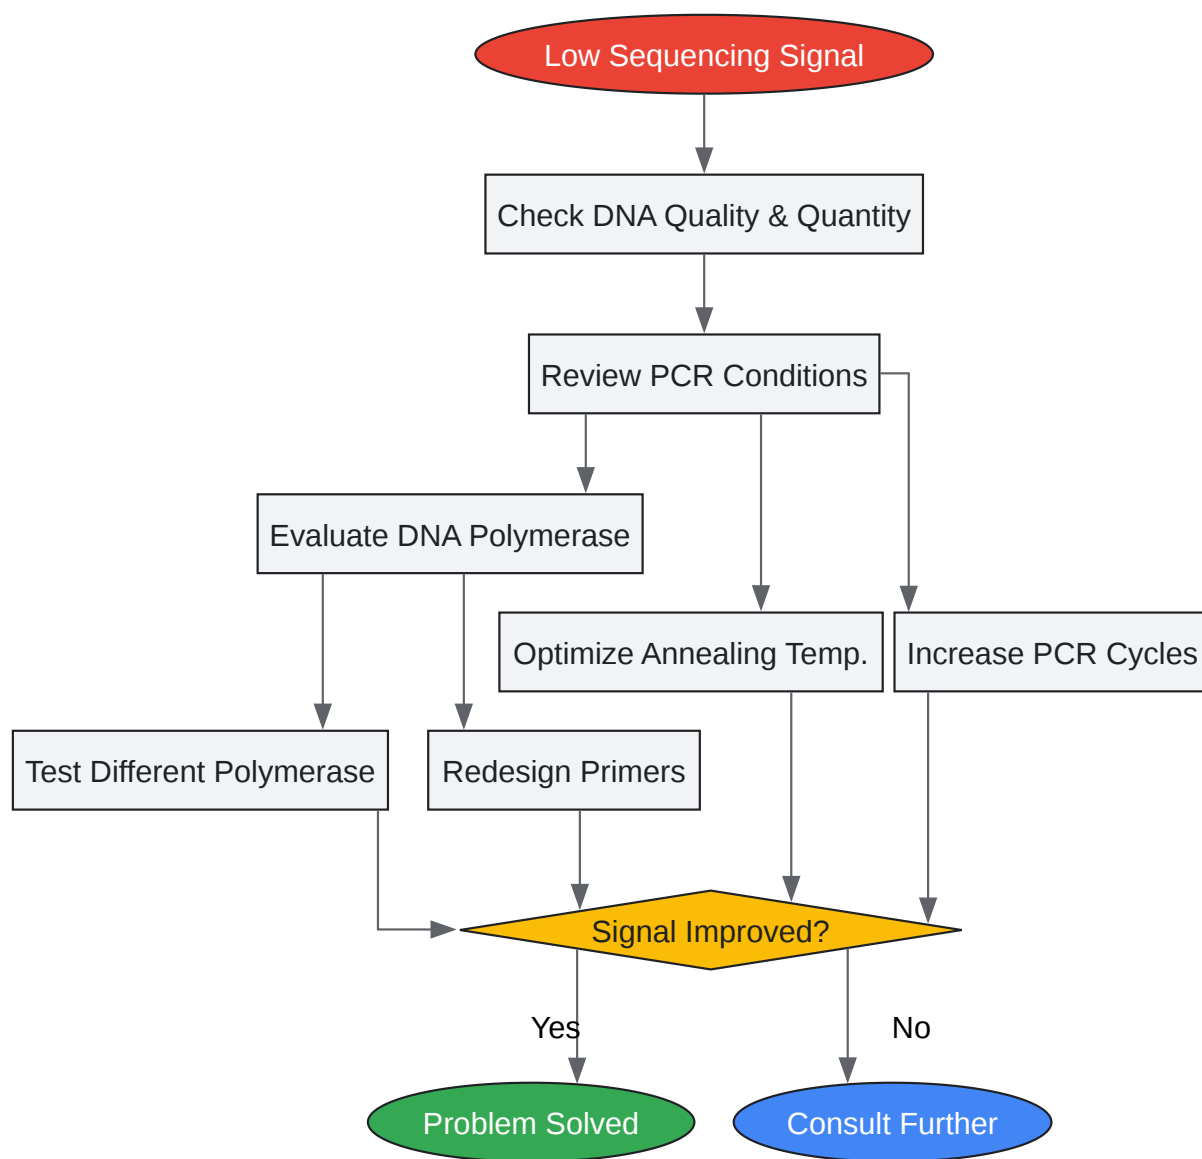 Low Sequencing Signal
Check DNA Quality & Quantity
Review PCR Conditions
Evaluate DNA Polymerase
Optimize Annealing Temp.
Increase PCR Cycles
Test Different Polymerase
Redesign Primers
Signal Improved?
Yes
No
Problem Solved
Consult Further